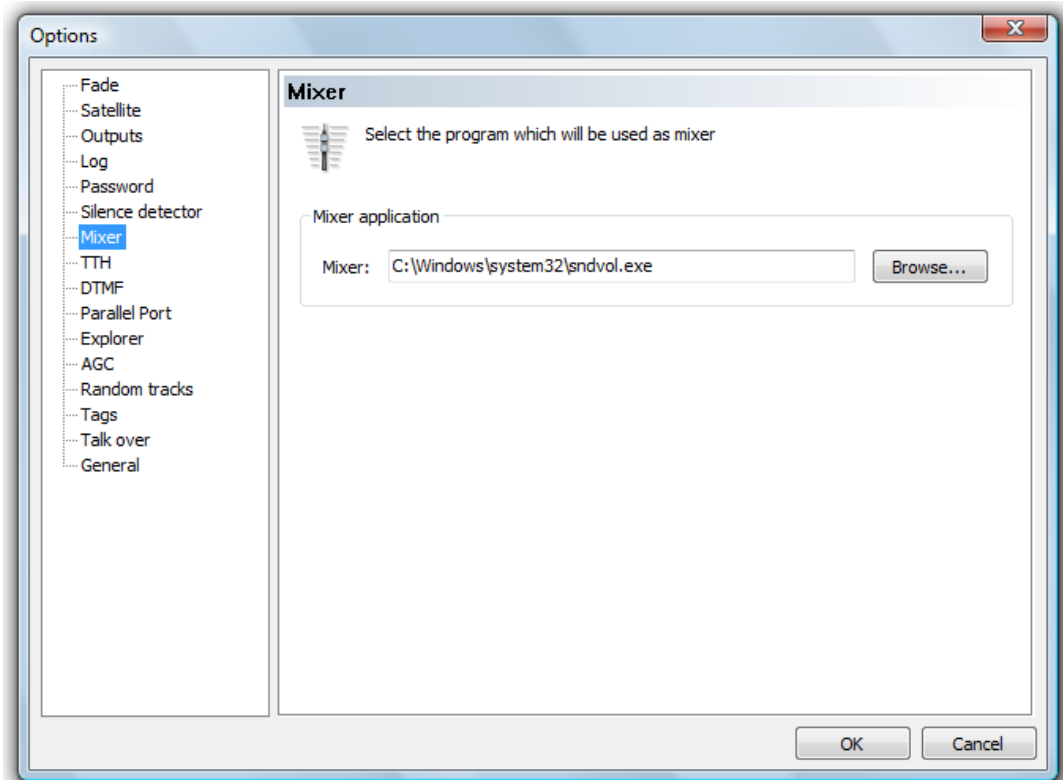 Options
Fade
Satellite
Outputs
Log
Password
Silence detector
Mixer
TTH
DTMF
Parallel Port
Explorer
AGC
Random tracks
Tags
Talk over
General
Mixer
Select the program which will be used as mixer
Mixer application
Mixer: C:\Windows\system32\sndvol.exe Browse...
OK Cancel